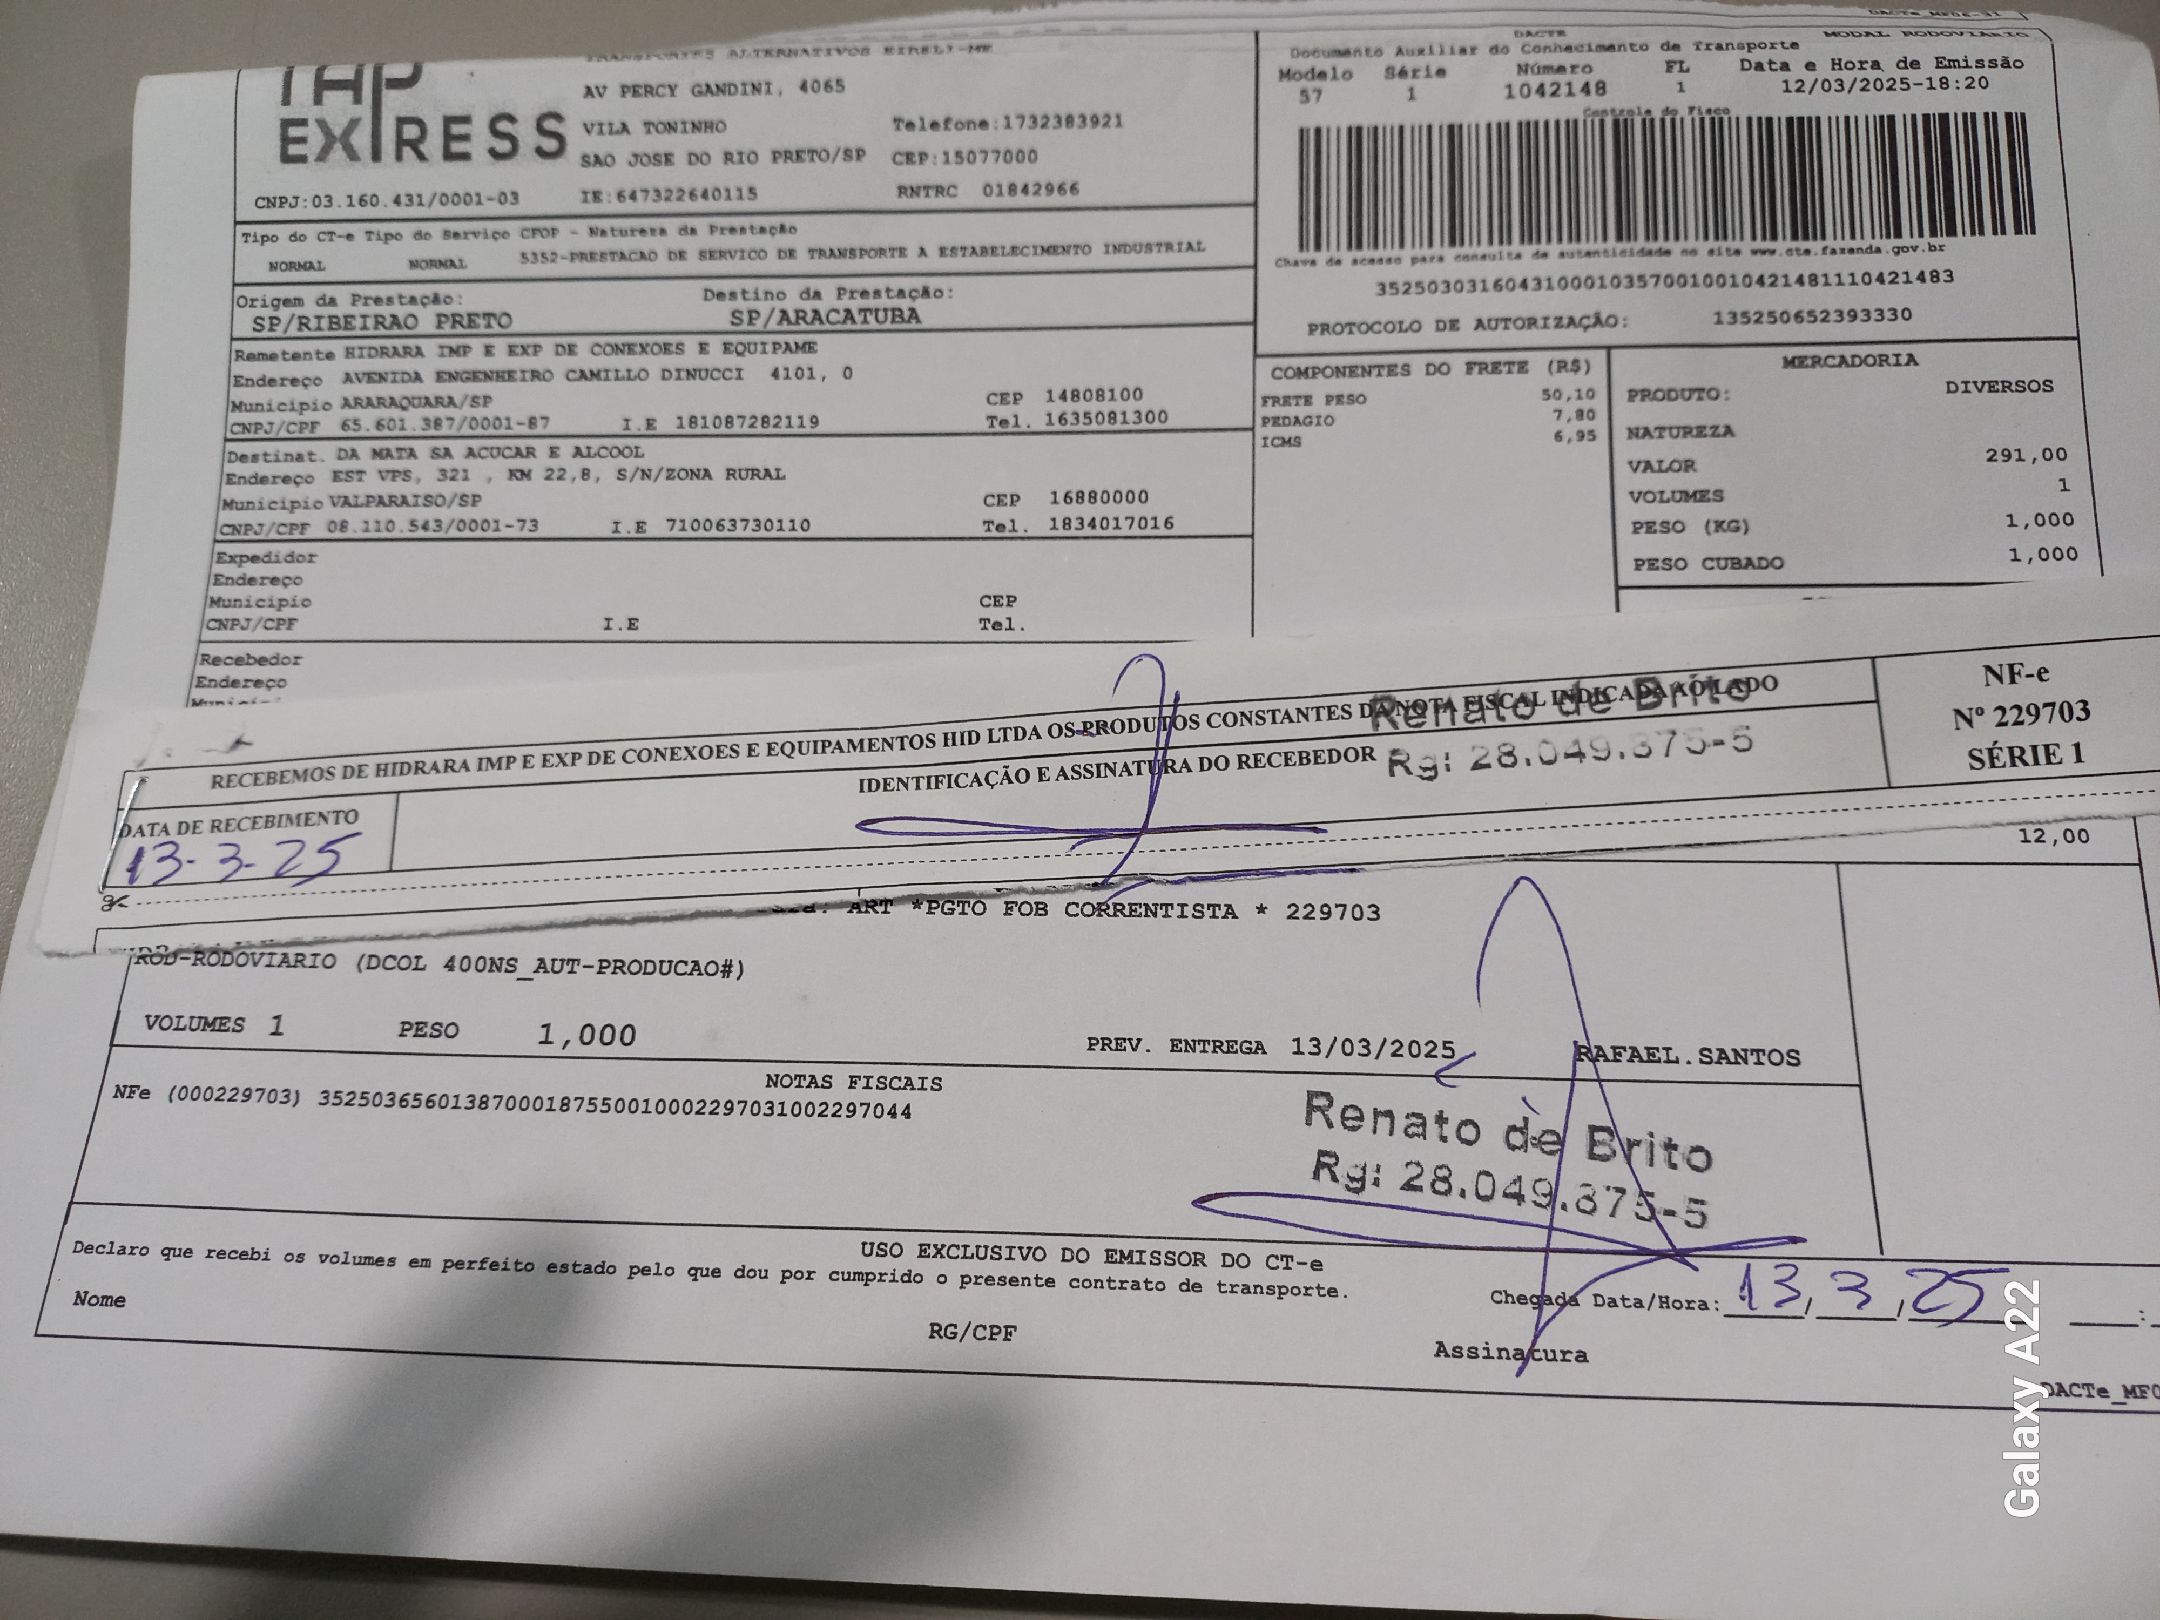 TRANSPORTES ALTERNATIVOS EIRELI-ME
TAP EXPRESS
AV PERCY GANDINI, 4065
VILA TONINHO Telefone:1732383921
SAO JOSE DO RIO PRETO/SP CEP:15077000
CNPJ:03.160.431/0001-03 IE:647322640115 RNTRC 01842966
Tipo do CT-e Tipo do Serviço CFOP - Natureza da Prestação
NORMAL NORMAL 5352-PRESTACAO DE SERVICO DE TRANSPORTE A ESTABELECIMENTO INDUSTRIAL
Origem da Prestação: Destino da Prestação:
SP/RIBEIRAO PRETO SP/ARACATUBA
Remetente HIDRARA IMP E EXP DE CONEXOES E EQUIPAME
Endereço AVENIDA ENGENHEIRO CAMILLO DINUCCI 4101, 0
Municipio ARARAQUARA/SP CEP 14808100
CNPJ/CPF 65.601.387/0001-87 I.E 181087282119 Tel. 1635081300
Destinat. DA MATA SA ACUCAR E ALCOOL
Endereço EST VPS, 321 , KM 22,8, S/N/ZONA RURAL
Municipio VALPARAISO/SP CEP 16880000
CNPJ/CPF 08.110.543/0001-73 I.E 710063730110 Tel. 1834017016
Expedidor
Endereço
Municipio CEP
CNPJ/CPF I.E Tel.
Recebedor
Endereço
DACTE MODAL RODOVIARIO
Documento Auxiliar do Conhecimento de Transporte
Modelo Série Número FL Data e Hora de Emissão
57 1 1042148 1 12/03/2025-18:20
Controle do Fisco
Chave de acesso para consulta de autenticidade no site www.cte.fazenda.gov.br
35250303160431000103570010010421481110421483
PROTOCOLO DE AUTORIZAÇÃO: 135250652393330
COMPONENTES DO FRETE (R$)
FRETE PESO 50,10
PEDAGIO 7,80
ICMS 6,95
MERCADORIA
PRODUTO: DIVERSOS
NATUREZA
VALOR 291,00
VOLUMES 1
PESO (KG) 1,000
PESO CUBADO 1,000
RECEBEMOS DE HIDRARA IMP E EXP DE CONEXOES E EQUIPAMENTOS HID LTDA OS PRODUTOS CONSTANTES DA NOTA FISCAL INDICADA AO LADO
Renato de Brito
Rg: 28.049.375-5
IDENTIFICAÇÃO E ASSINATURA DO RECEBEDOR
DATA DE RECEBIMENTO
13-3-25
NF-e
Nº 229703
SÉRIE 1
12,00
ART *PGTO FOB CORRENTISTA * 229703
ROD-RODOVIARIO (DCOL 400NS_AUT-PRODUCAO#)
VOLUMES 1 PESO 1,000 PREV. ENTREGA 13/03/2025 RAFAEL.SANTOS
NOTAS FISCAIS
NFe (000229703) 35250365601387000187550010002297031002297044
Renato de Brito
Rg: 28.049.375-5
USO EXCLUSIVO DO EMISSOR DO CT-e
Declaro que recebi os volumes em perfeito estado pelo que dou por cumprido o presente contrato de transporte.
Chegada Data/Hora: 13, 3, 25 :
Nome RG/CPF Assinatura
DACTe_MF0
Galaxy A22